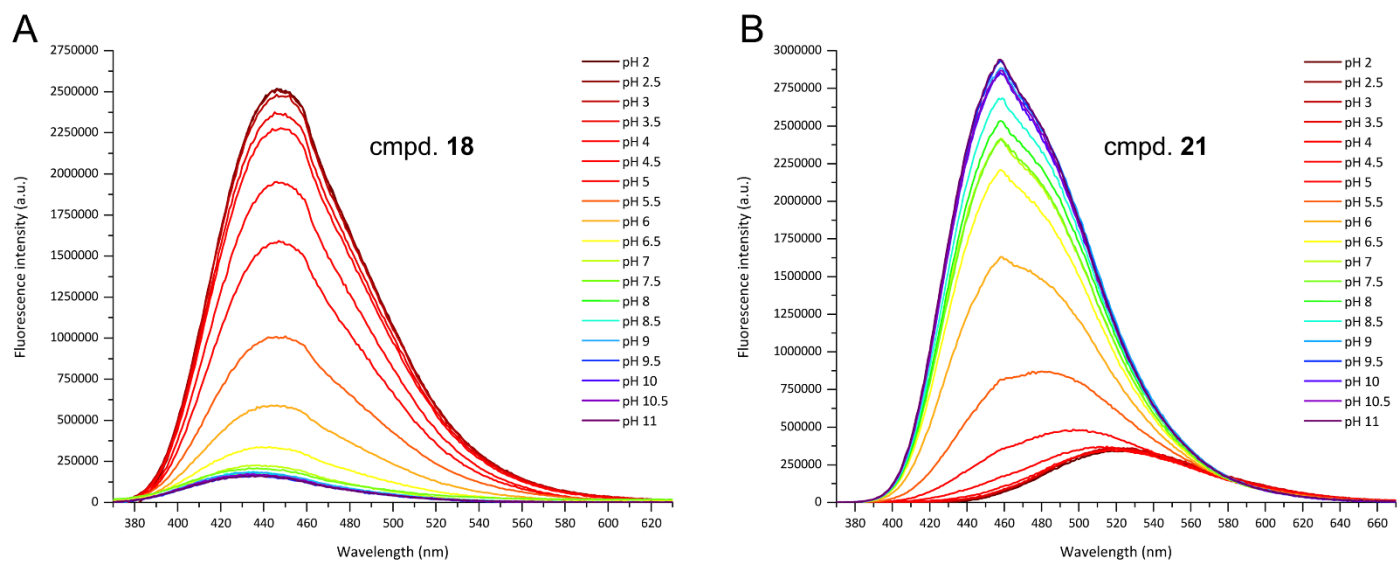 A
2750000
2500000
2250000
2000000
1750000
1500000
1250000
1000000
750000
500000
250000
0
Fluorescence intensity (a.u.)
380 400 420 440 460 480 500 520 540 560 580 600 620
Wavelength (nm)
cmpd. 18
pH 2
pH 2.5
pH 3
pH 3.5
pH 4
pH 4.5
pH 5
pH 5.5
pH 6
pH 6.5
pH 7
pH 7.5
pH 8
pH 8.5
pH 9
pH 9.5
pH 10
pH 10.5
pH 11
B
3000000
2750000
2500000
2250000
2000000
1750000
1500000
1250000
1000000
750000
500000
250000
0
Fluorescence intensity (a.u.)
380 400 420 440 460 480 500 520 540 560 580 600 620 640 660
Wavelength (nm)
cmpd. 21
pH 2
pH 2.5
pH 3
pH 3.5
pH 4
pH 4.5
pH 5
pH 5.5
pH 6
pH 6.5
pH 7
pH 7.5
pH 8
pH 8.5
pH 9
pH 9.5
pH 10
pH 10.5
pH 11